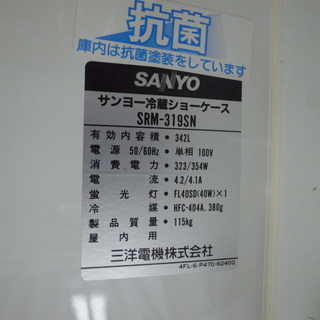 抗菌
庫内は抗菌塗装をしています
SANYO
サンヨー冷蔵ショーケース
SRM-319SN
有効内容積・ 342L
電源 50/60Hz・単相 100V
消費電力・ 323/354W
電流・ 4.2/4.1A
蛍光灯・ FL40SD(40W)×1
冷媒・ HFC-404A, 380g
製品質量・ 115kg
屋内用
三洋電機株式会社
4FL-6-P470-62400